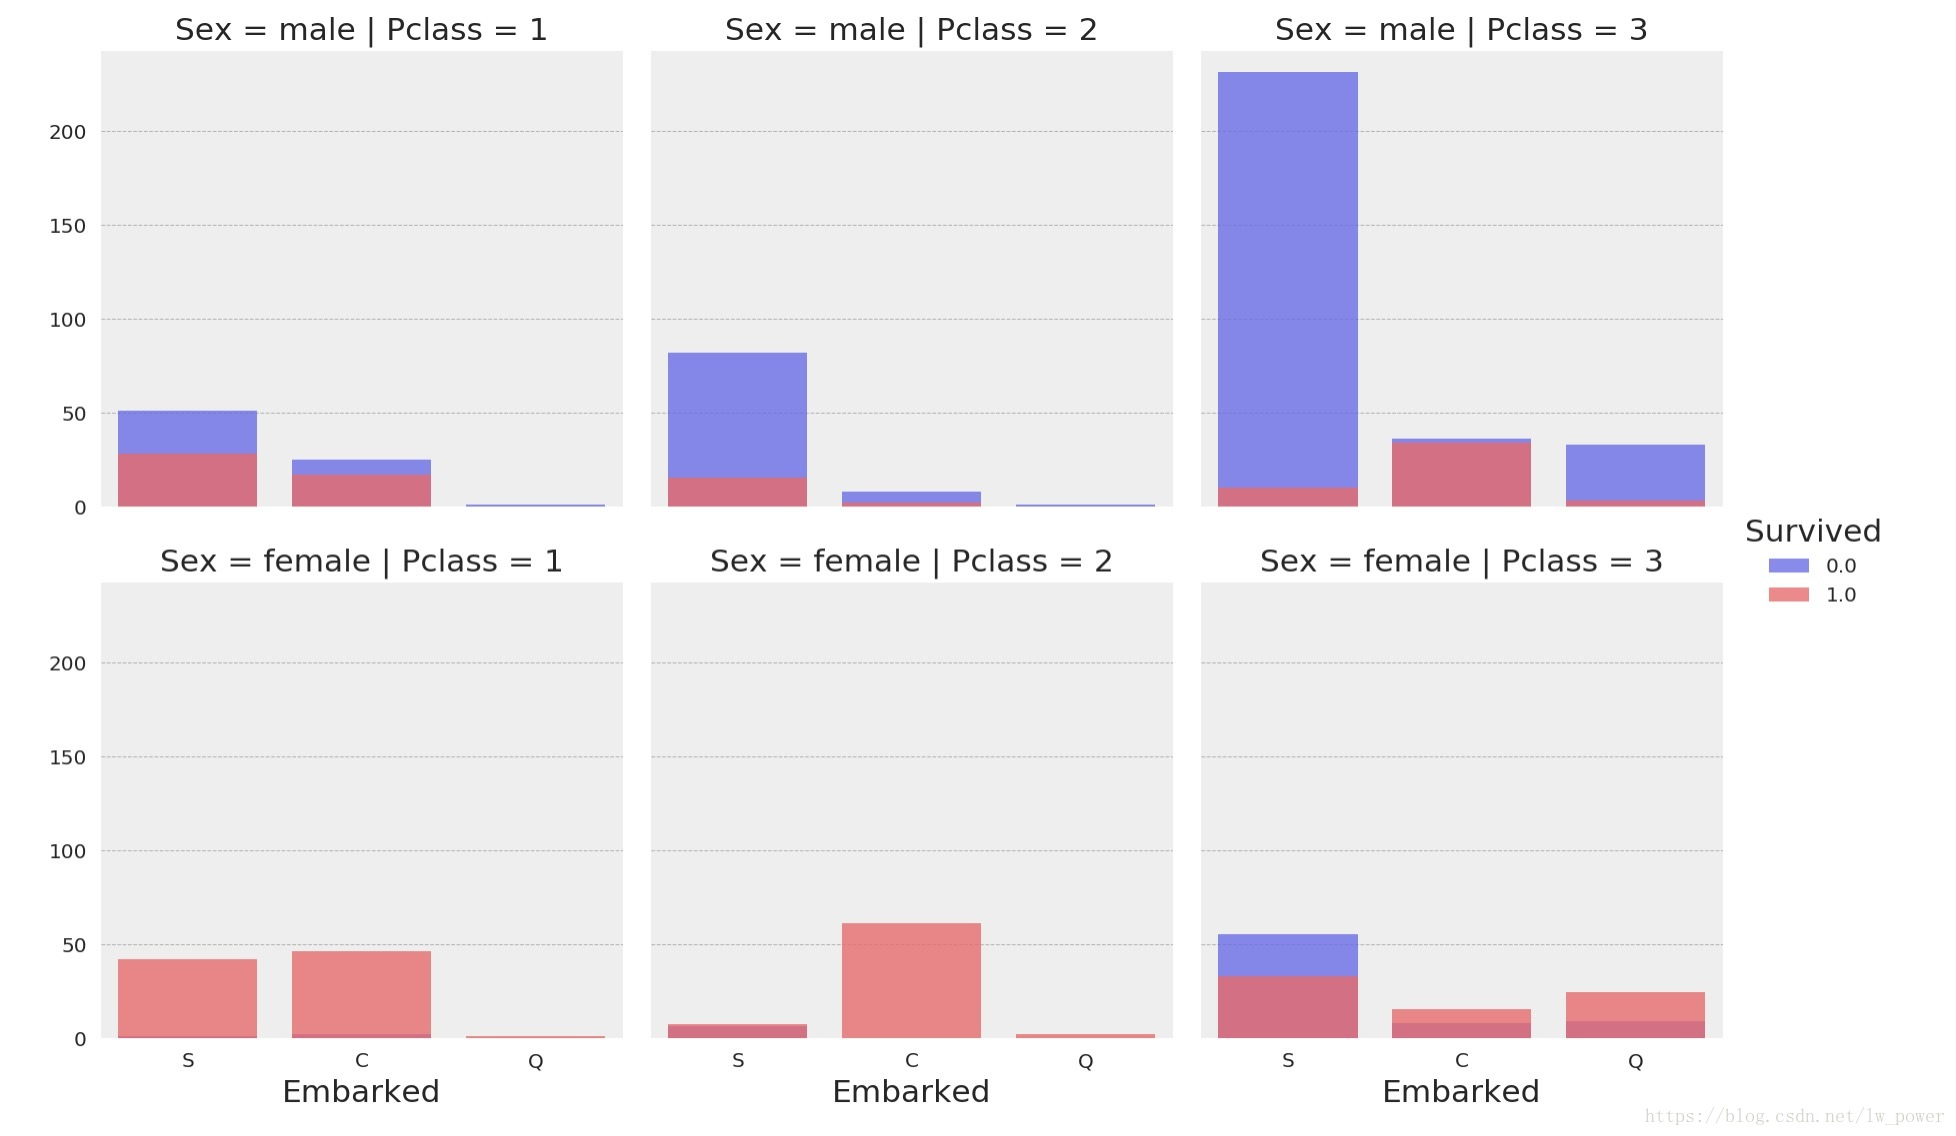 Sex = male | Pclass = 1
Sex = male | Pclass = 2
Sex = male | Pclass = 3
200
150
100
50
0
Survived
0.0
1.0
Sex = female | Pclass = 1
Sex = female | Pclass = 2
Sex = female | Pclass = 3
200
150
100
50
0
S C Q
S C Q
S C Q
Embarked
Embarked
Embarked
https://blog.csdn.net/lw_power